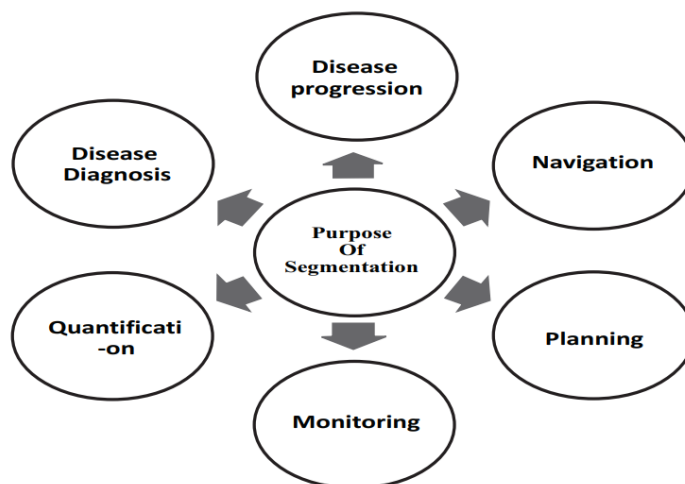 Disease
progression
Disease
Diagnosis
Navigation
Purpose
Of
Segmentation
Quantificati
-on
Planning
Monitoring